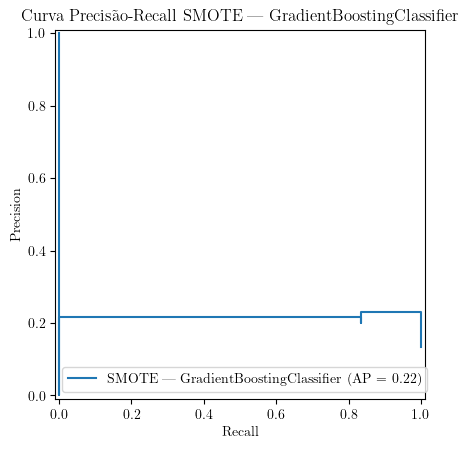 Curva Precisão-Recall SMOTE — GradientBoostingClassifier
1.0
0.8
0.6
0.4
0.2
0.0
Precision
SMOTE — GradientBoostingClassifier (AP = 0.22)
0.0 0.2 0.4 0.6 0.8 1.0
Recall